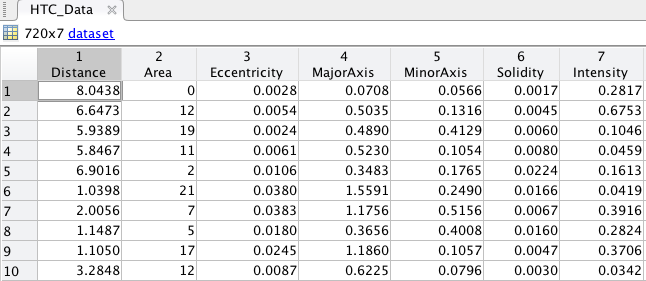 HTC_Data
720x7 dataset
1 2 3 4 5 6 7
Distance Area Eccentricity MajorAxis MinorAxis Solidity Intensity
1 8.0438 0 0.0028 0.0708 0.0566 0.0017 0.2817
2 6.6473 12 0.0054 0.5035 0.1316 0.0045 0.6753
3 5.9389 19 0.0024 0.4890 0.4129 0.0060 0.1046
4 5.8467 11 0.0061 0.5230 0.1054 0.0080 0.0459
5 6.9016 2 0.0106 0.3483 0.1765 0.0224 0.1613
6 1.0398 21 0.0380 1.5591 0.2490 0.0166 0.0419
7 2.0056 7 0.0383 1.1756 0.5156 0.0067 0.3916
8 1.1487 5 0.0180 0.3656 0.4008 0.0160 0.2824
9 1.1050 17 0.0245 1.1860 0.1057 0.0047 0.3706
10 3.2848 12 0.0087 0.6225 0.0796 0.0030 0.0342